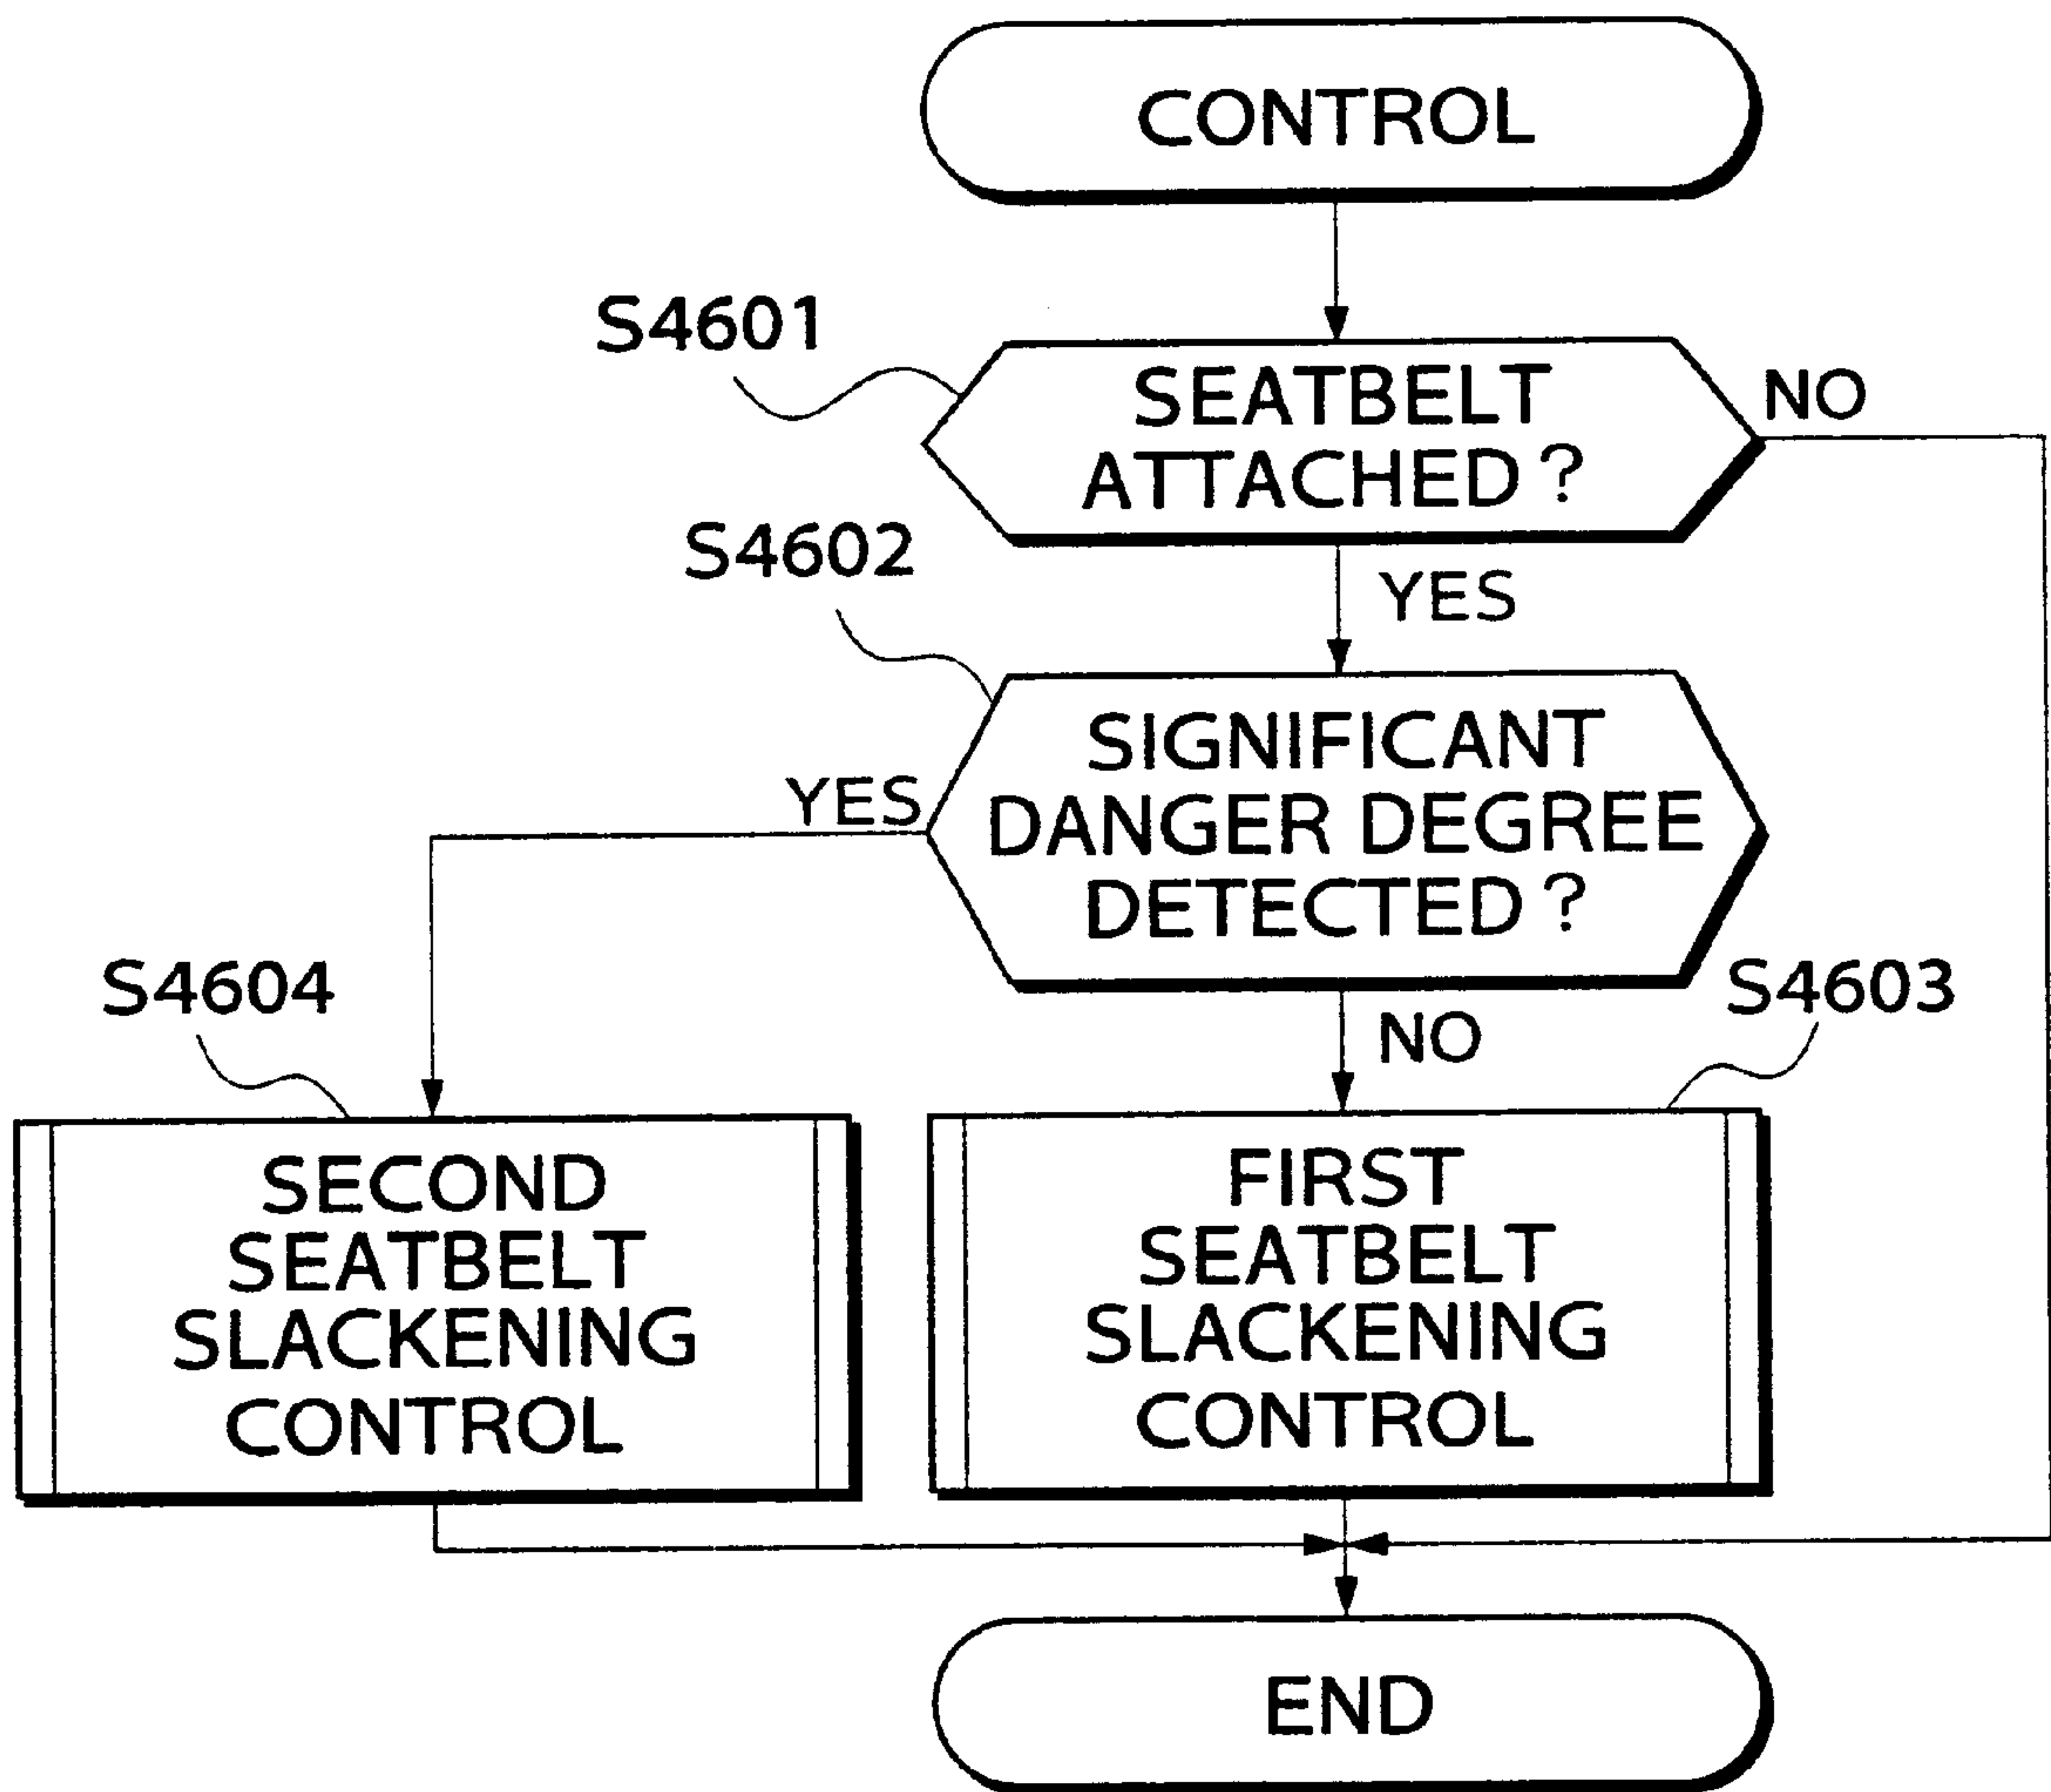 CONTROL
S4601
SEATBELT
ATTACHED ?
NO
S4602
YES
SIGNIFICANT
DANGER DEGREE
DETECTED ?
YES
S4604
S4603
NO
SECOND
SEATBELT
SLACKENING
CONTROL
FIRST
SEATBELT
SLACKENING
CONTROL
END